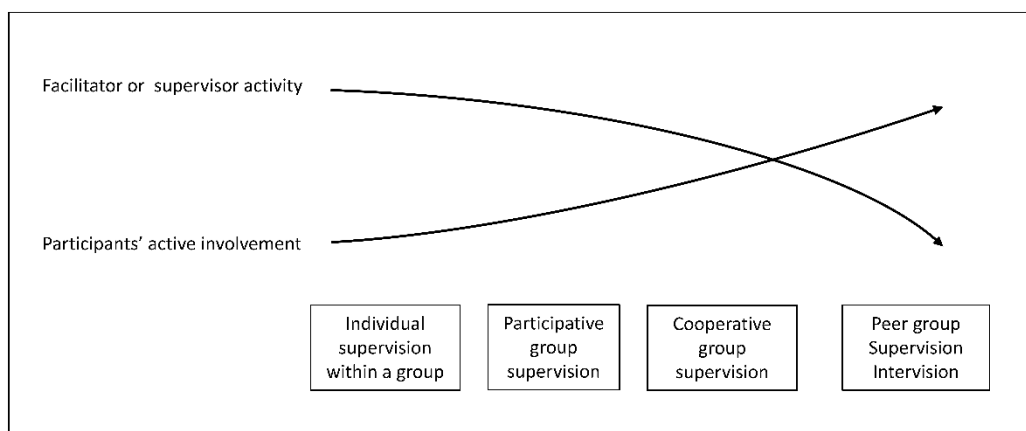 Facilitator or supervisor activity
Participants’ active involvement
Individual
supervision
within a group
Participative
group
supervision
Cooperative
group
supervision
Peer group
Supervision
Intervision